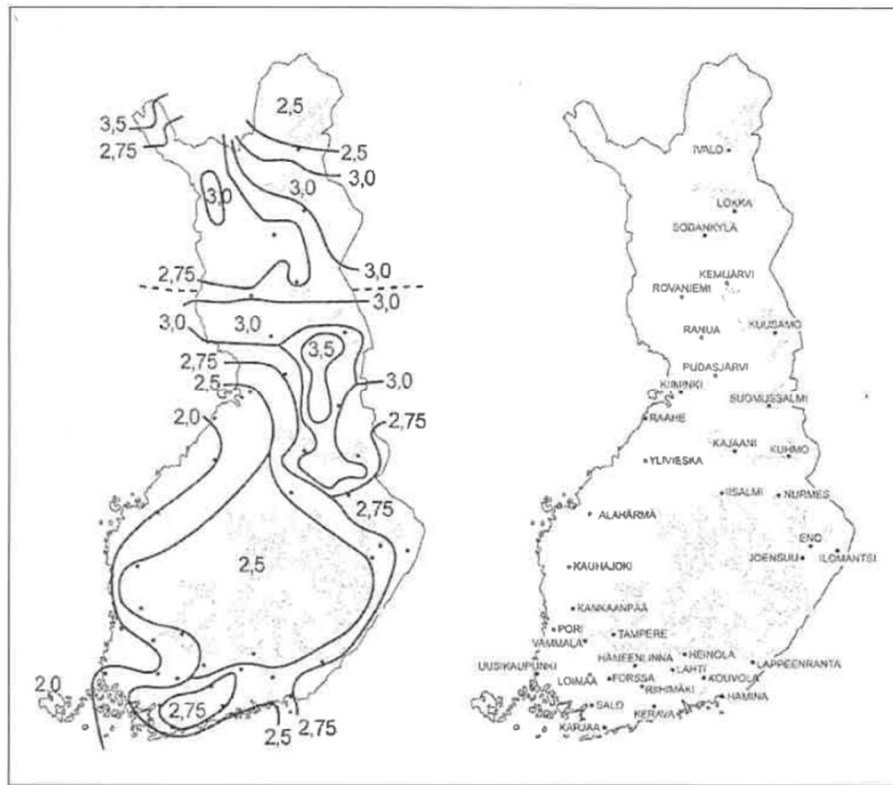 2,5
3,5
2,75
2,5
3,0
3,0
3,0
2,75
3,0
3,0
3,0
3,0
2,75
3,5
2,5
3,0
2,0
2,75
2,75
2,5
2,0
2,75
2,5
2,75
IVALO
LOKKA
SODANKYLÄ
KEMIJÄRVI
ROVANIEMI
RANUA
KUUSAMO
PUDASJÄRVI
KIIMINKI
SUOMUSSALMI
RAAHE
KAJAANI
KUHMO
YLIVIESKA
IISALMI
NURMES
ALAHÄRMÄ
ENO
JOENSUU
ILOMANTSI
KAUHAJOKI
KANKAANPÄÄ
PORI
TAMPERE
VAMMALA
HEINOLA
HÄMEENLINNA
LAPPEENRANTA
UUSIKAUPUNKI
LAHTI
LOIMAA
FORSSA
KOUVOLA
RIIHIMÄKI
HAMINA
SALO
KERAVA
KARJAA